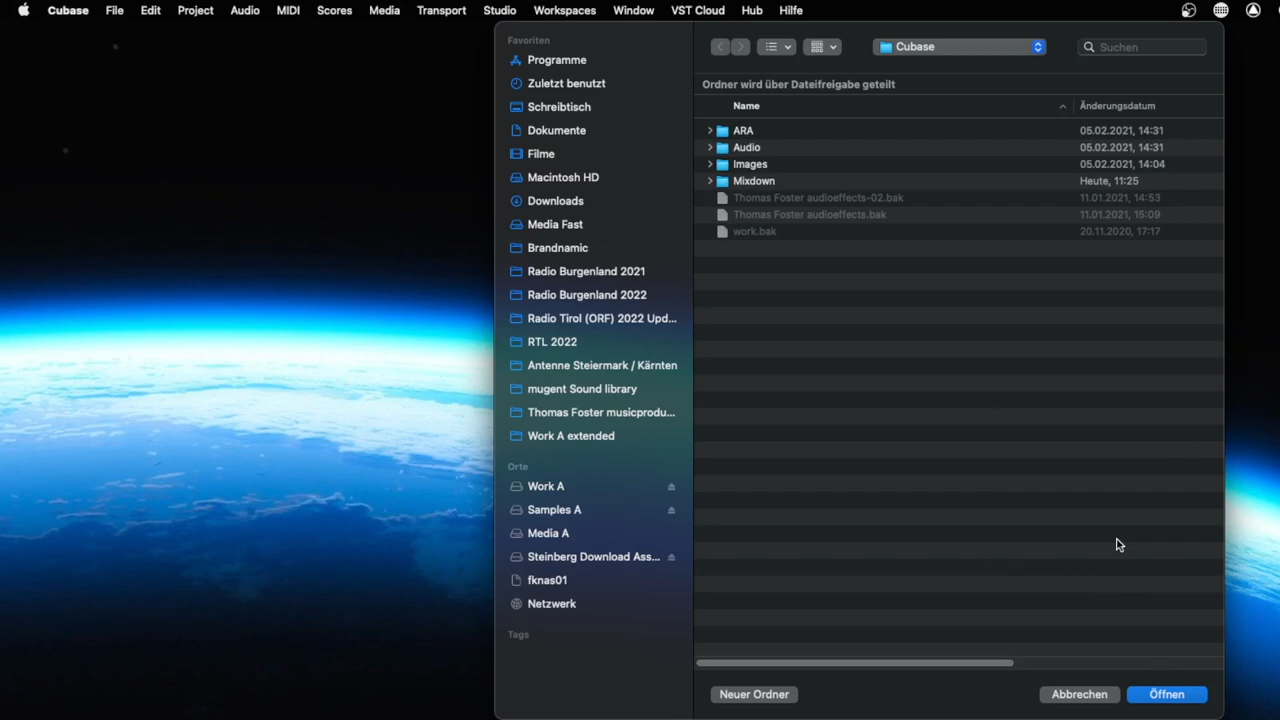 Cubase File Edit Project Audio MIDI Scores Media Transport Studio Workspaces Window VST Cloud Hub Hilfe
Favoriten
Programme
Zuletzt benutzt
Schreibtisch
Dokumente
Filme
Macintosh HD
Downloads
Media Fast
Brandnamic
Radio Burgenland 2021
Radio Burgenland 2022
Radio Tirol (ORF) 2022 Upd...
RTL 2022
Antenne Steiermark / Kärnten
mugent Sound library
Thomas Foster musicprodu...
Work A extended
Orte
Work A
Samples A
Media A
Steinberg Download Ass...
fknas01
Netzwerk
Tags
Cubase
Suchen
Ordner wird über Dateifreigabe geteilt
Name Änderungsdatum
ARA 05.02.2021, 14:31
Audio 05.02.2021, 14:31
Images 05.02.2021, 14:04
Mixdown Heute, 11:25
Thomas Foster audioeffects-02.bak 11.01.2021, 14:53
Thomas Foster audioeffects.bak 11.01.2021, 15:09
work.bak 20.11.2020, 17:17
Neuer Ordner Abbrechen Öffnen